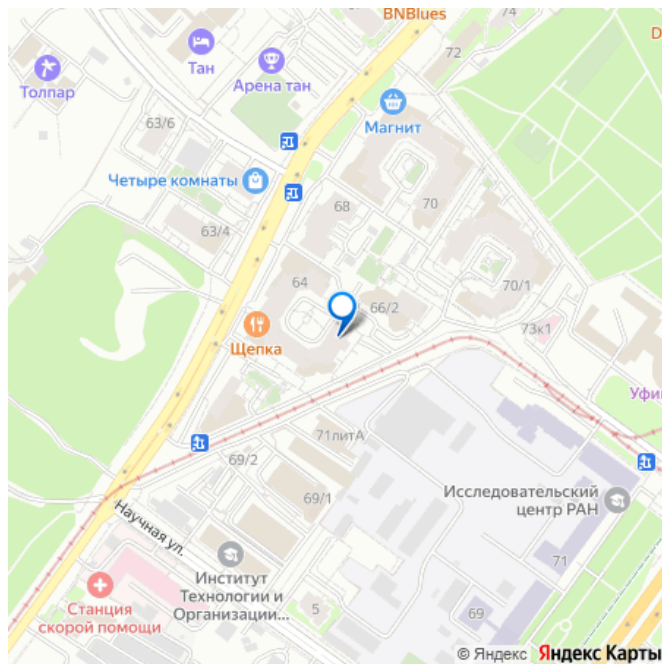 BNBlues
72
D
Тан
Арена тан
Толпар
63/6
Магнит
Четыре комнаты
68
70
63/4
64
70/1
66/2
73к1
Щепка
Уфи
71литА
69/2
69/1
Исследовательский
центр РАН
Научная ул.
71
Институт
Технологии и
Организации...
5
69
Станция
скорой помощи
© Яндекс Яндекс Карты